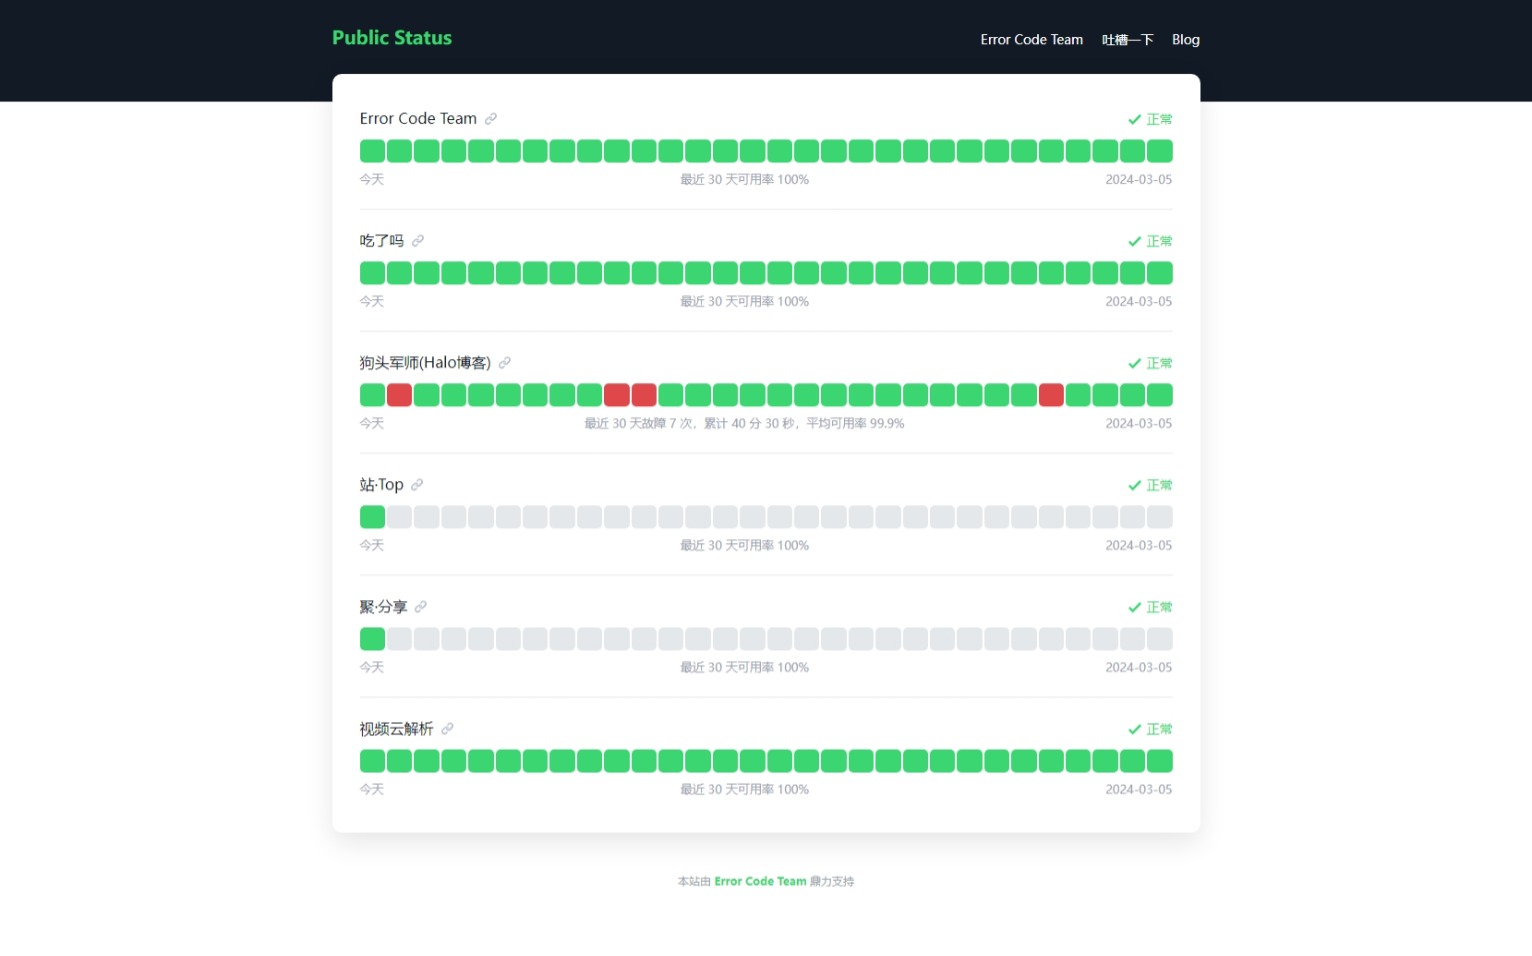 Public Status
Error Code Team 吐槽一下 Blog
Error Code Team 正常
今天 最近 30 天可用率 100% 2024-03-05
吃了吗 正常
今天 最近 30 天可用率 100% 2024-03-05
狗头军师(Halo博客) 正常
今天 最近 30 天故障 7 次，累计 40 分 30 秒，平均可用率 99.9% 2024-03-05
站·Top 正常
今天 最近 30 天可用率 100% 2024-03-05
聚·分享 正常
今天 最近 30 天可用率 100% 2024-03-05
视频云解析 正常
今天 最近 30 天可用率 100% 2024-03-05
本站由 Error Code Team 鼎力支持